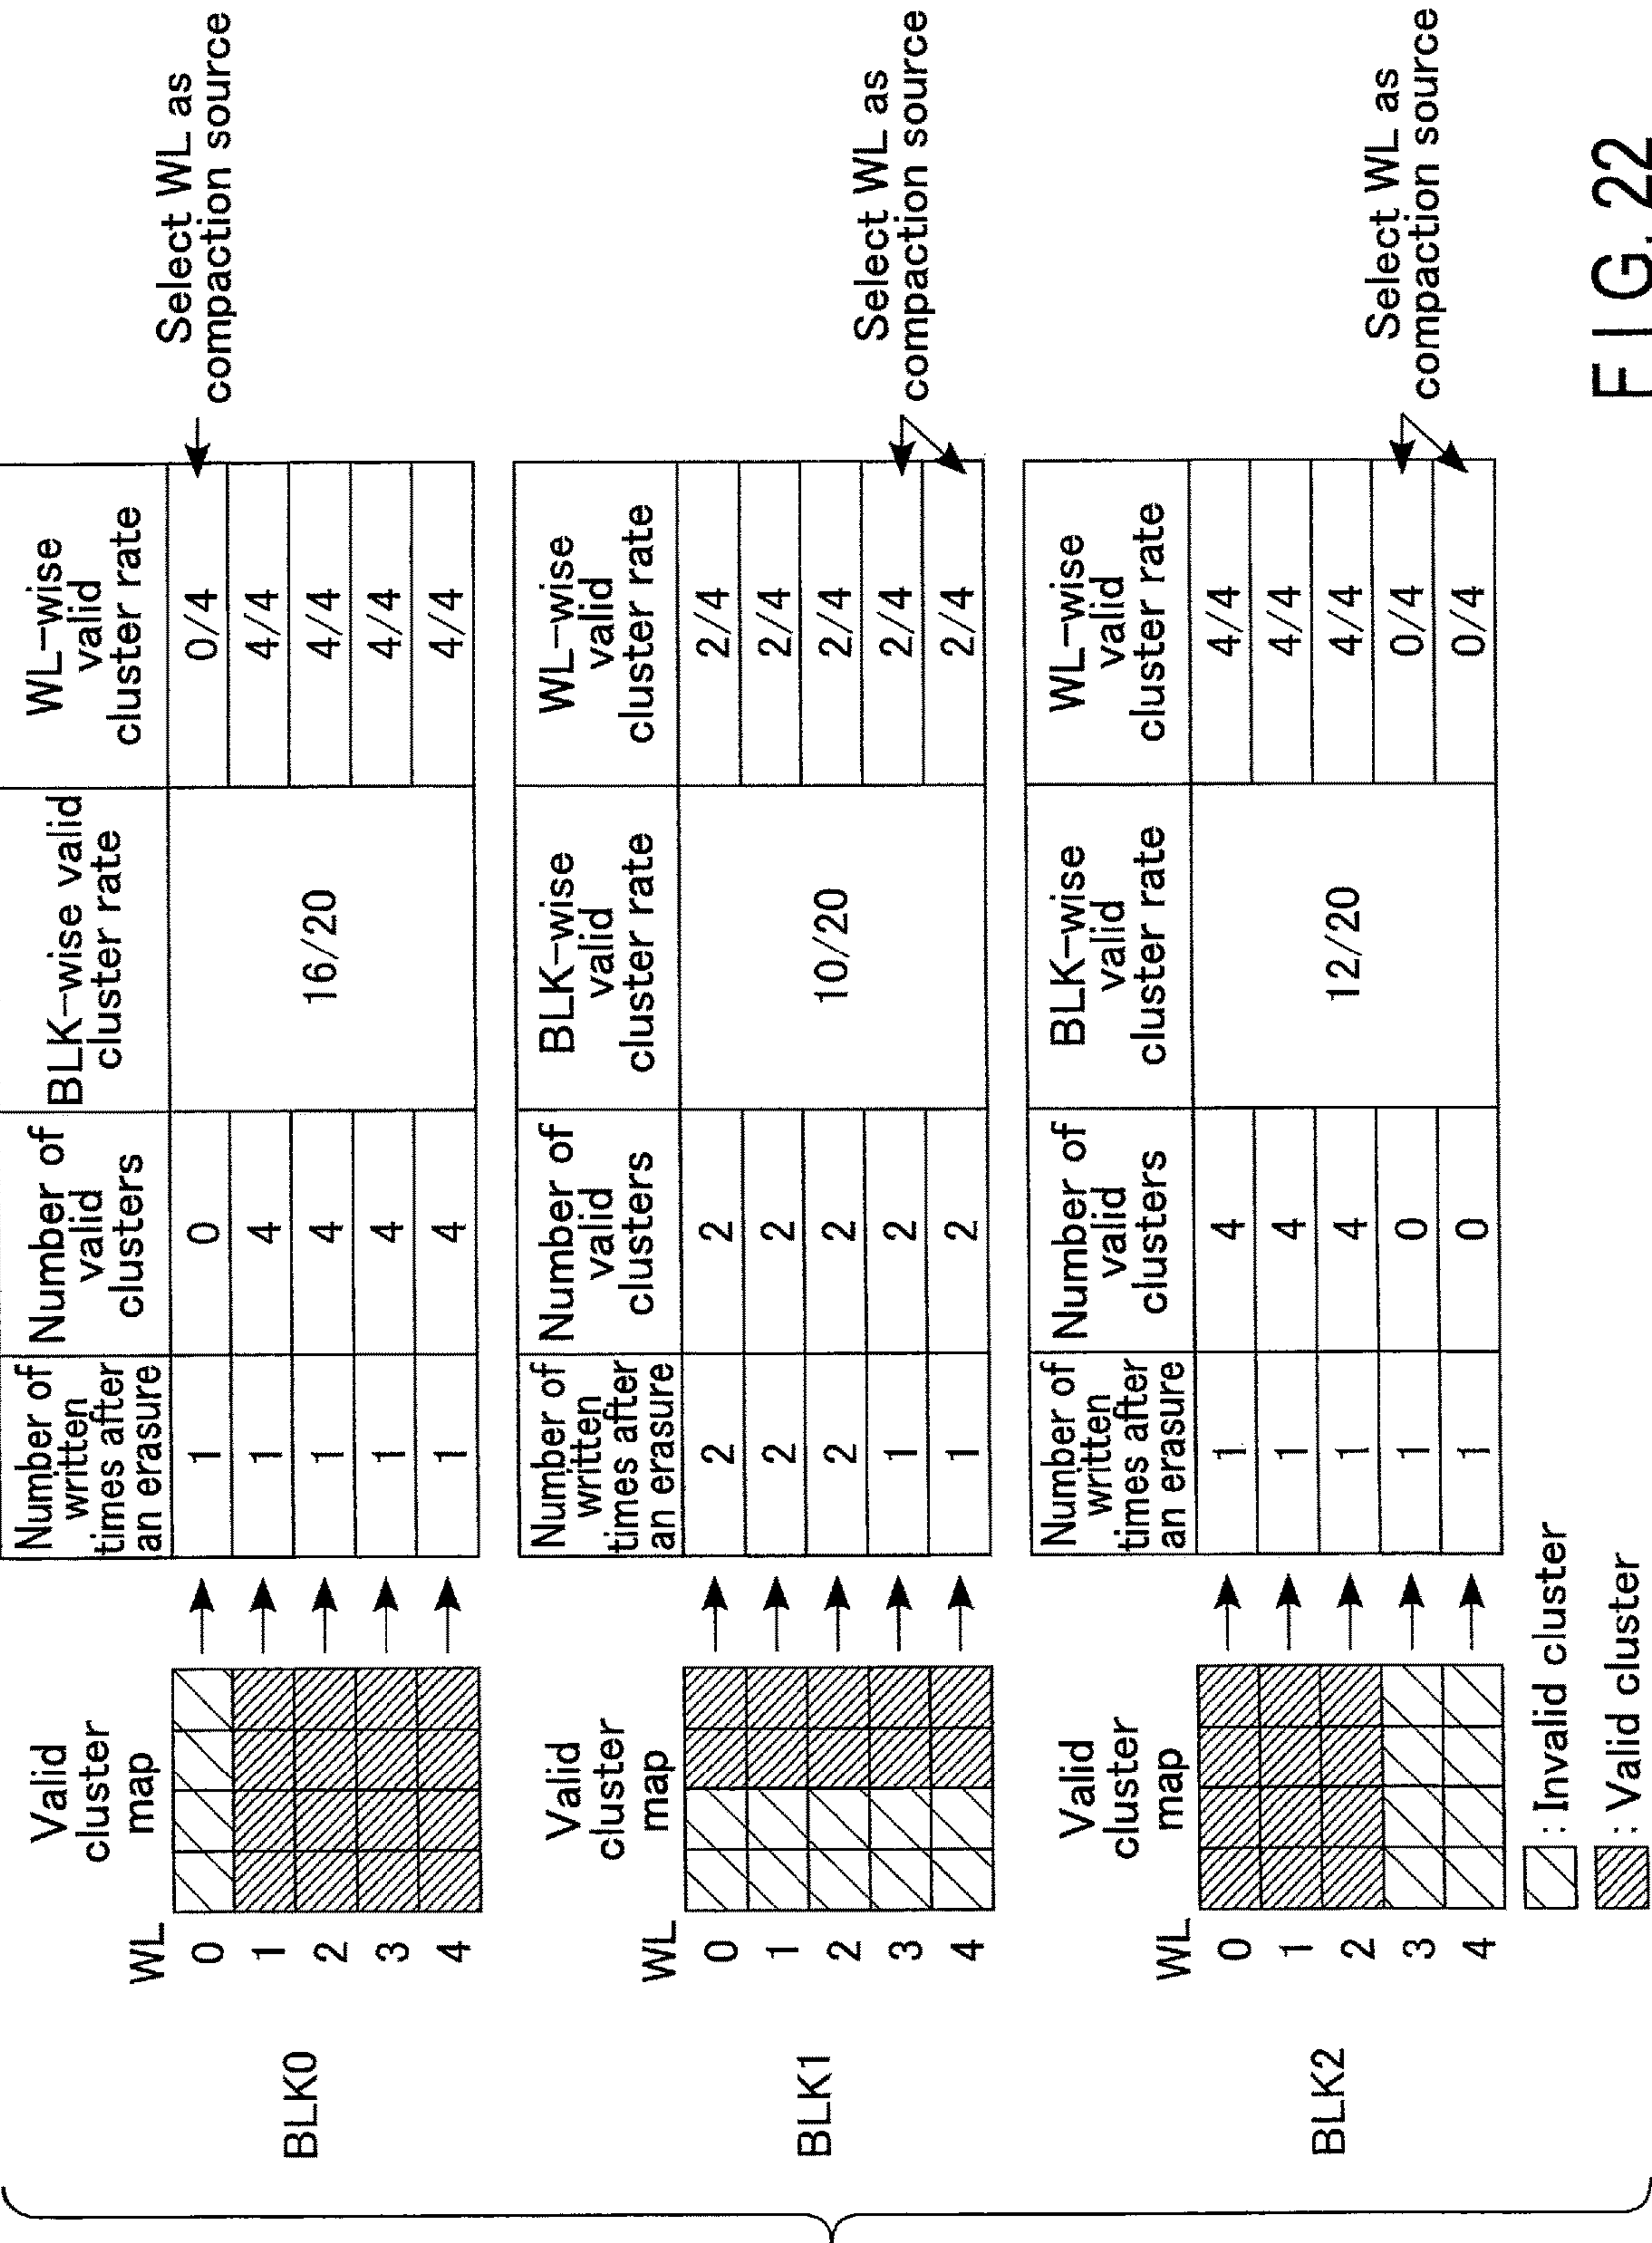 BLK0
WL
0
1
2
3
4
Valid
cluster
map
Number of
written
times after
an erasure
1
1
1
1
1
Number of
valid
clusters
0
4
4
4
4
BLK-wise valid
cluster rate
16/20
WL-wise
valid
cluster rate
0/4
4/4
4/4
4/4
4/4
Select WL as
compaction source
BLK1
WL
0
1
2
3
4
Valid
cluster
map
Number of
written
times after
an erasure
2
2
2
1
1
Number of
valid
clusters
2
2
2
2
2
BLK-wise
valid
cluster rate
10/20
WL-wise
valid
cluster rate
2/4
2/4
2/4
2/4
2/4
Select WL as
compaction source
BLK2
WL
0
1
2
3
4
Valid
cluster
map
Number of
written
times after
an erasure
1
1
1
1
1
Number of
valid
clusters
4
4
4
0
0
BLK-wise
valid
cluster rate
12/20
WL-wise
valid
cluster rate
4/4
4/4
4/4
0/4
0/4
Select WL as
compaction source
: Invalid cluster
: Valid cluster
FIG. 22